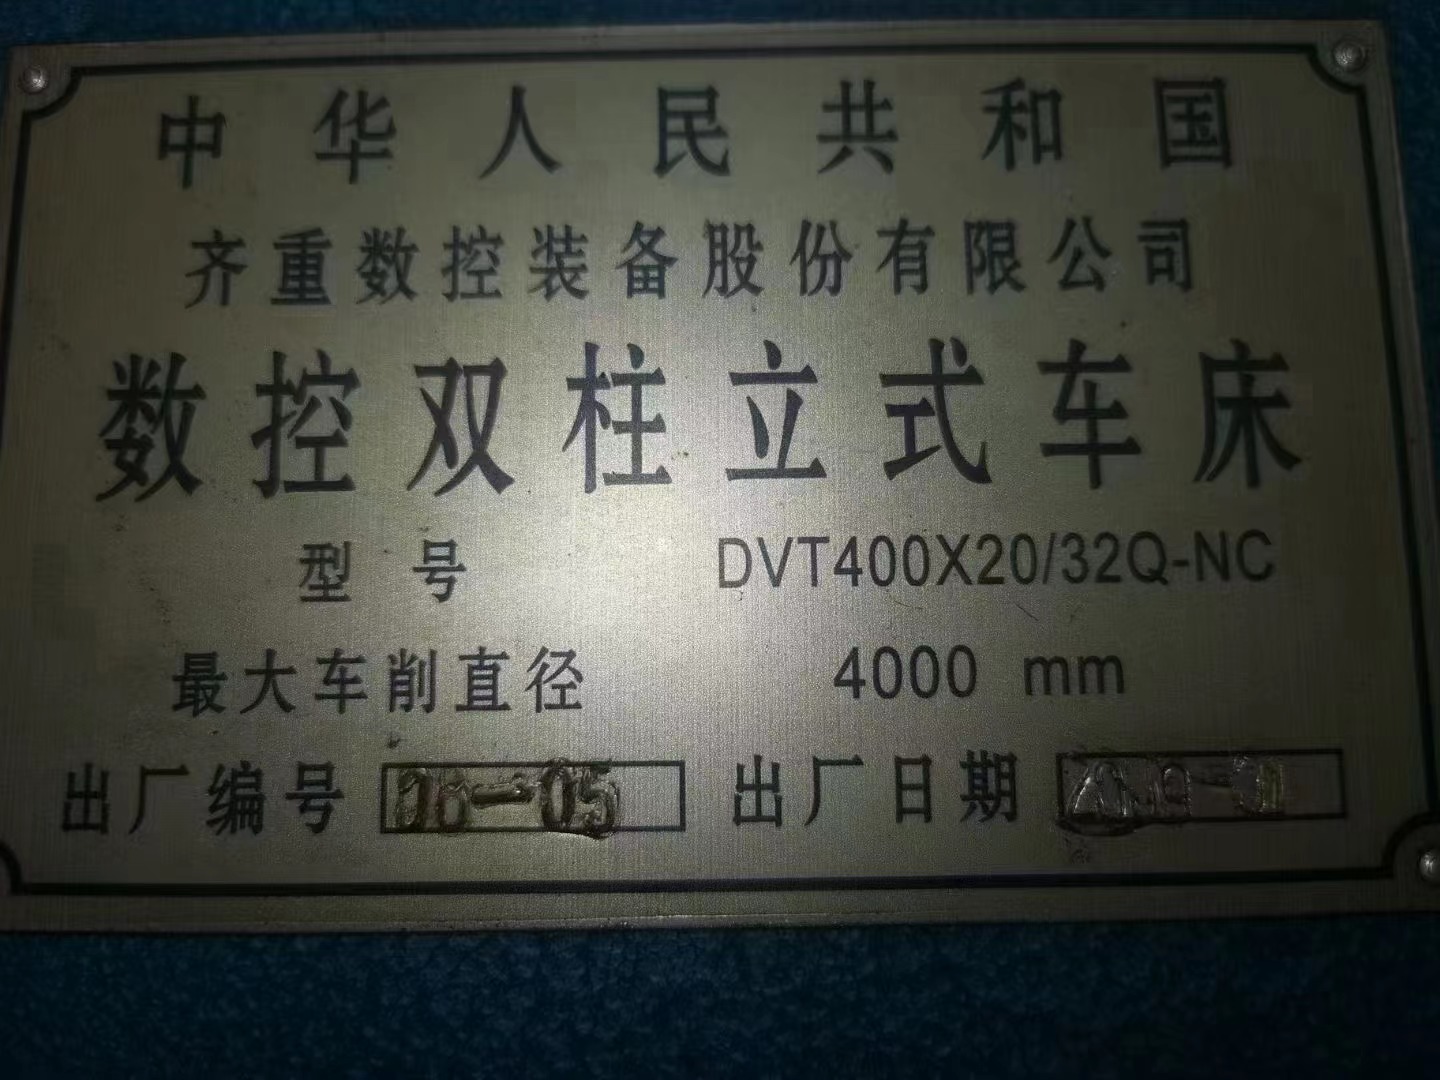 中华人民共和国
齐重数控装备股份有限公司
数控双柱立式车床
型号 DVT400X20/32Q-NC
最大车削直径 4000 mm
出厂编号 06-05 出厂日期